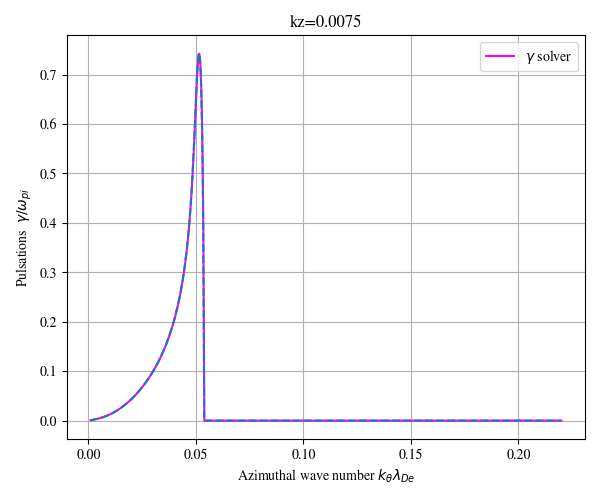 kz=0.0075
γ solver
Pulsations γ/ω_pi
0.7
0.6
0.5
0.4
0.3
0.2
0.1
0.0
0.00 0.05 0.10 0.15 0.20
Azimuthal wave number k_θλ_De